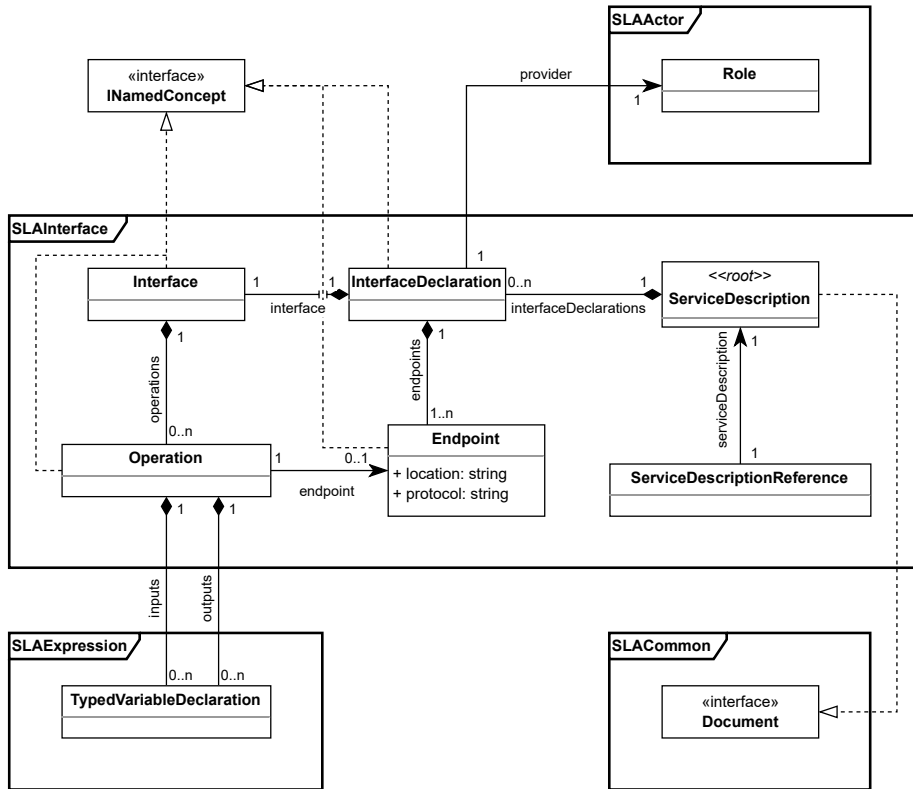 SLAActor
«interface»
INamedConcept
provider
1
Role
SLAInterface
1
Interface
1
1
interface
InterfaceDeclaration
0..n
1
interfaceDeclarations
<<root>>
ServiceDescription
1
operations
0..n
1
endpoints
1..n
1
serviceDescription
1
Operation
1
0..1
endpoint
Endpoint
+ location: string
+ protocol: string
ServiceDescriptionReference
1
1
inputs
outputs
SLAExpression
0..n
0..n
TypedVariableDeclaration
SLACommon
«interface»
Document